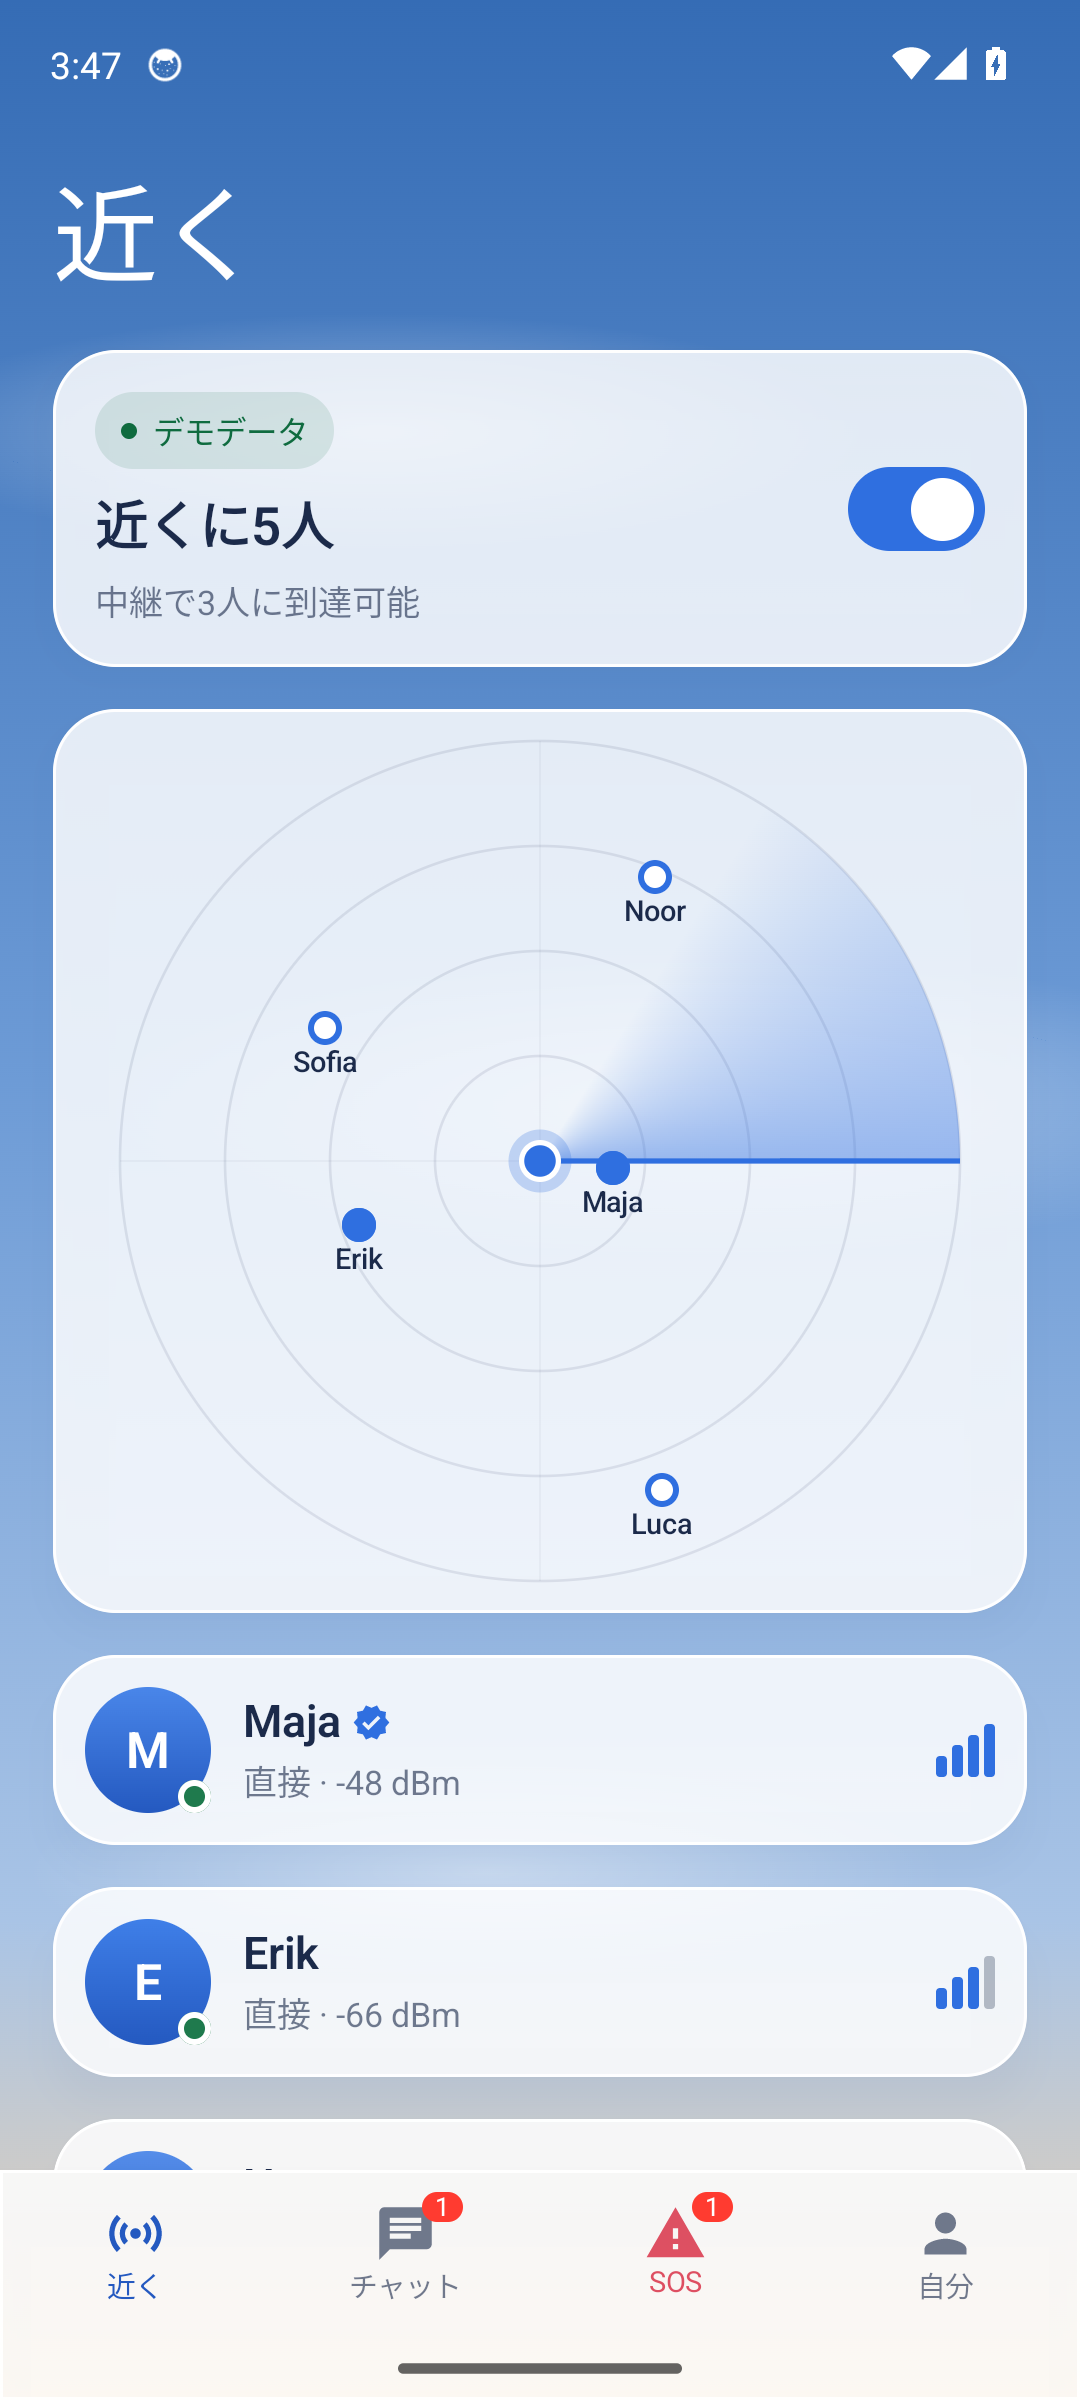 3:47
近く
デモデータ
近くに5人
中継で3人に到達可能
Noor
Sofia
Maja
Erik
Luca
M
Maja
直接 · -48 dBm
E
Erik
直接 · -66 dBm
1
1
近く
チャット
SOS
自分